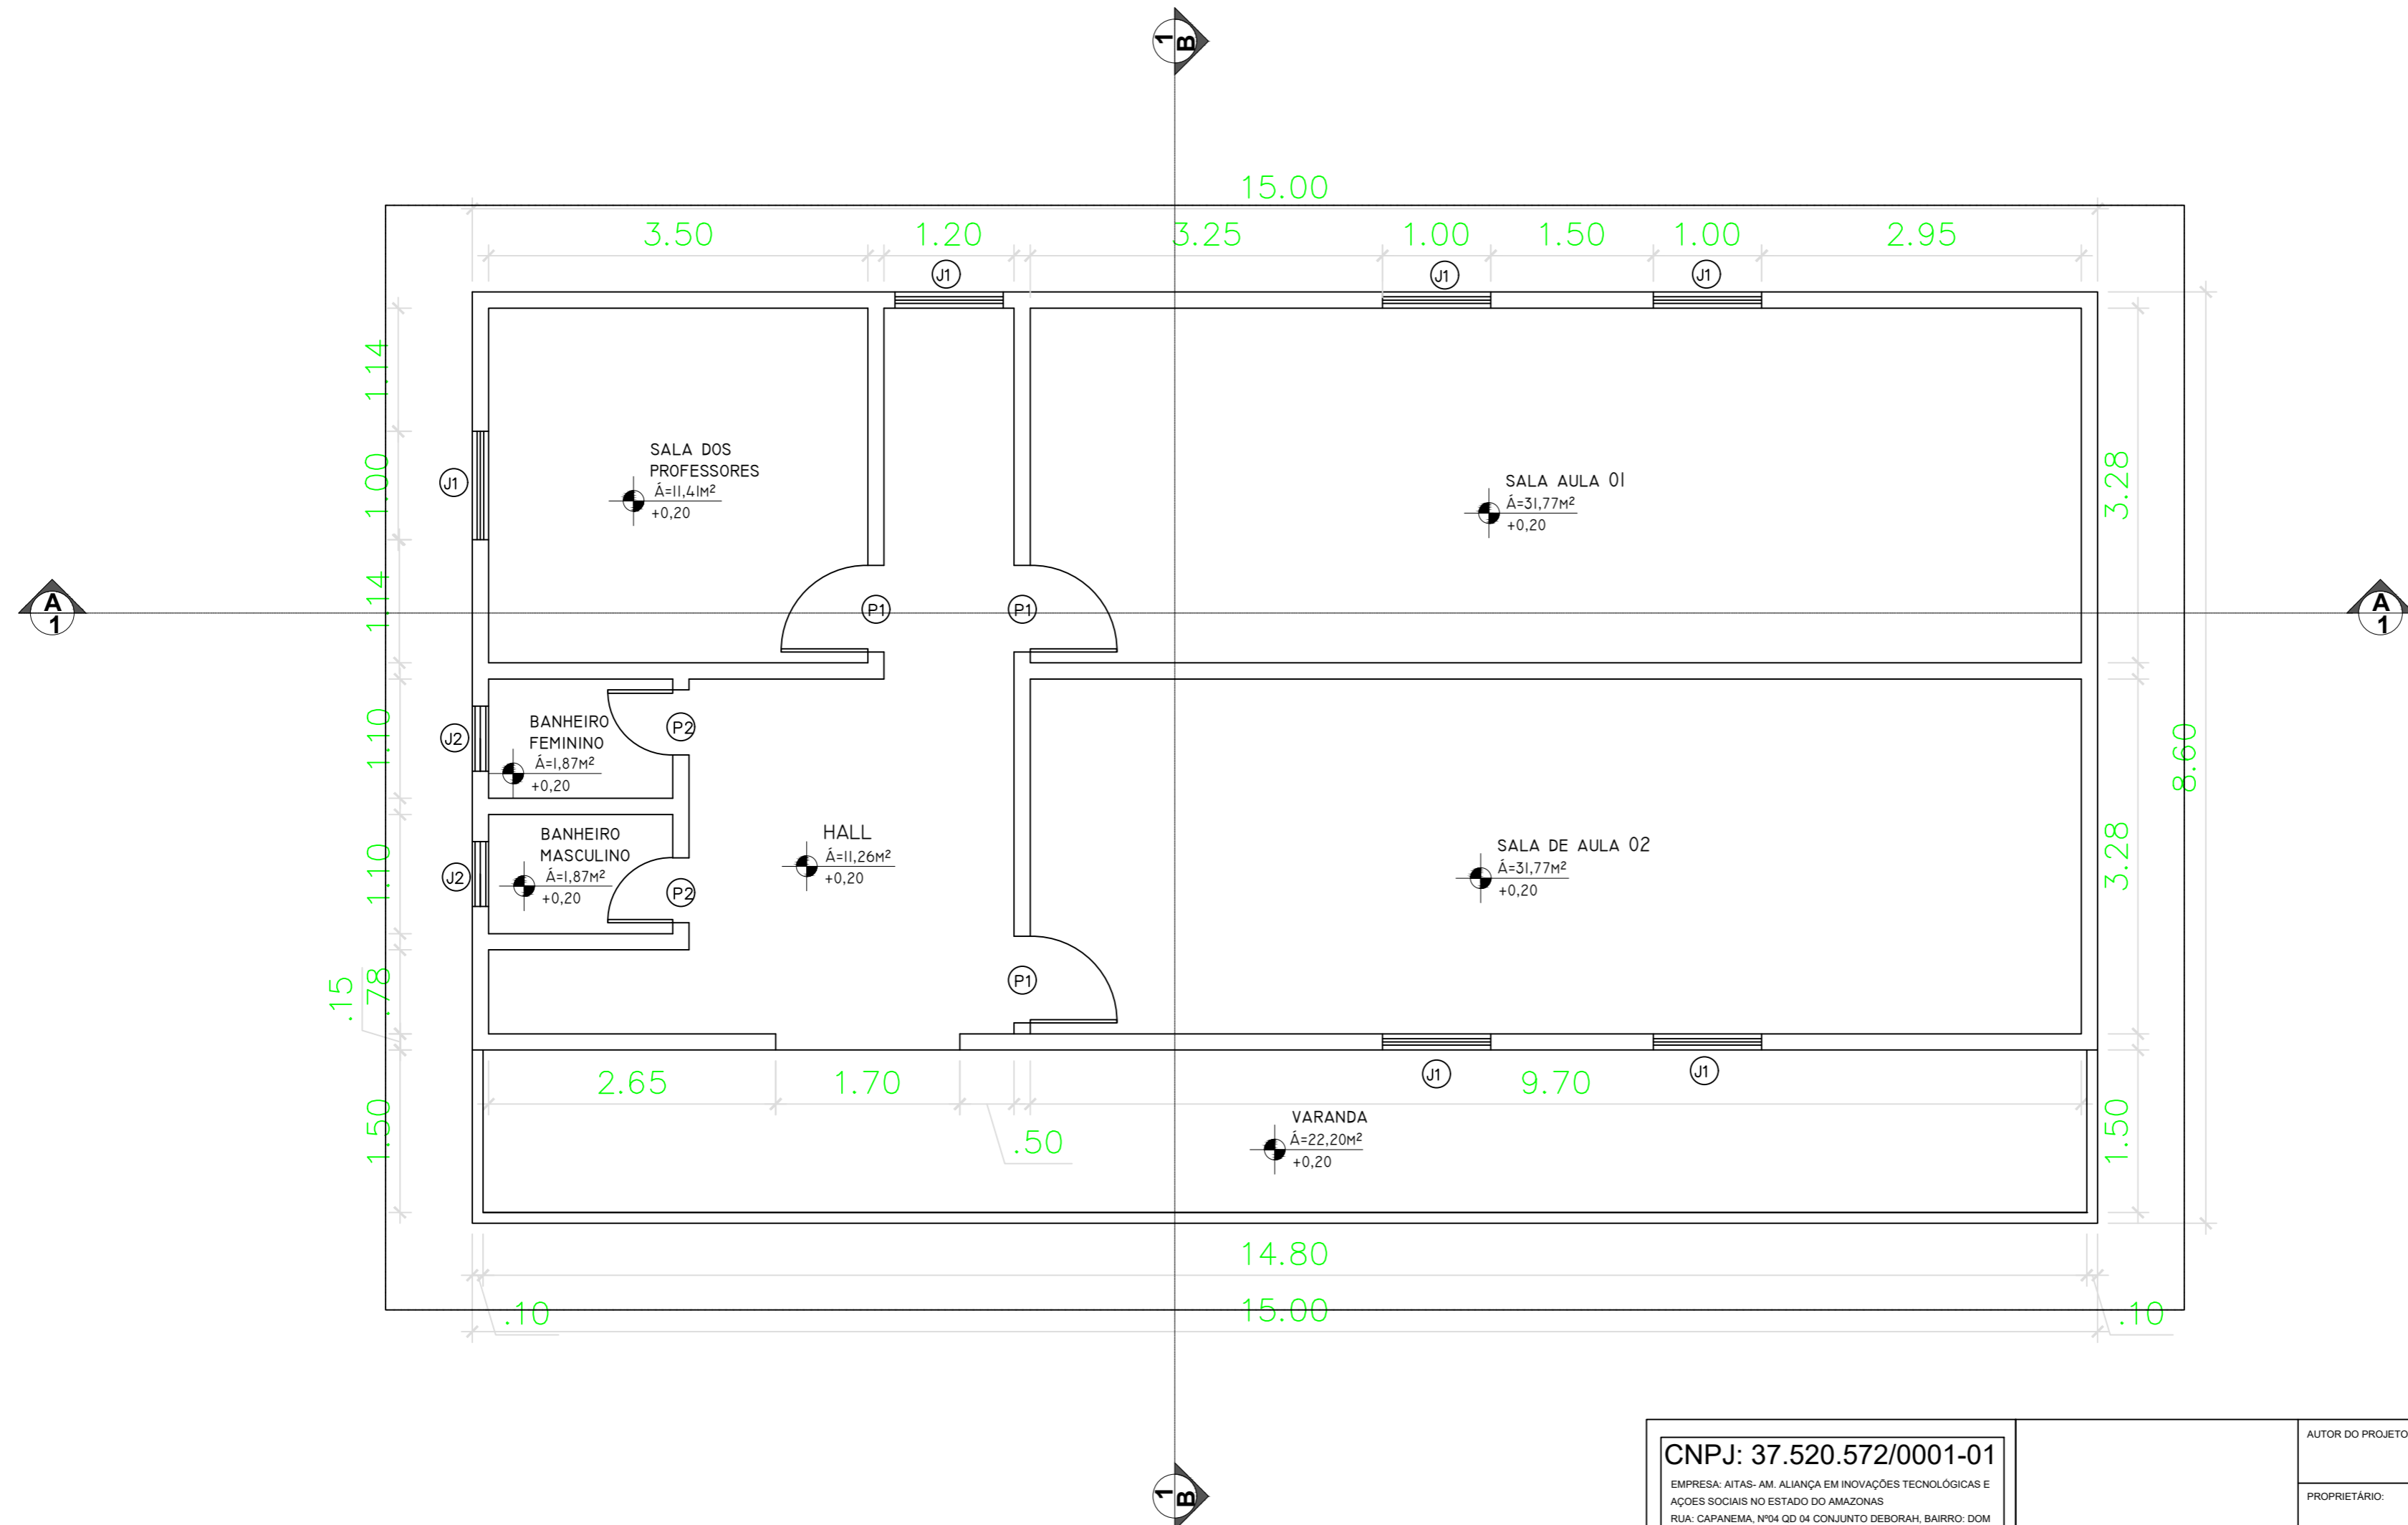 1
B
15.00
3.50
1.20
3.25
1.00
1.50
1.00
2.95
J1
J1
J1
1.14
1.00
1.14
1.10
1.10
.78
.15
1.50
J1
SALA DOS
PROFESSORES
Á=11,41M²
+0,20
SALA AULA 01
Á=31,77M²
+0,20
3.28
A
1
P1
P1
A
1
J2
BANHEIRO
FEMININO
Á=1,87M²
+0,20
P2
8.60
J2
BANHEIRO
MASCULINO
Á=1,87M²
+0,20
P2
HALL
Á=11,26M²
+0,20
SALA DE AULA 02
Á=31,77M²
+0,20
3.28
P1
2.65
1.70
.50
J1
9.70
J1
VARANDA
Á=22,20M²
+0,20
1.50
14.80
.10
15.00
.10
1
B
CNPJ: 37.520.572/0001-01
EMPRESA: AITAS- AM. ALIANÇA EM INOVAÇÕES TECNOLÓGICAS E
AÇOES SOCIAIS NO ESTADO DO AMAZONAS
RUA: CAPANEMA, Nº04 QD 04 CONJUNTO DEBORAH, BAIRRO: DOM
AUTOR DO PROJETO
PROPRIETÁRIO: